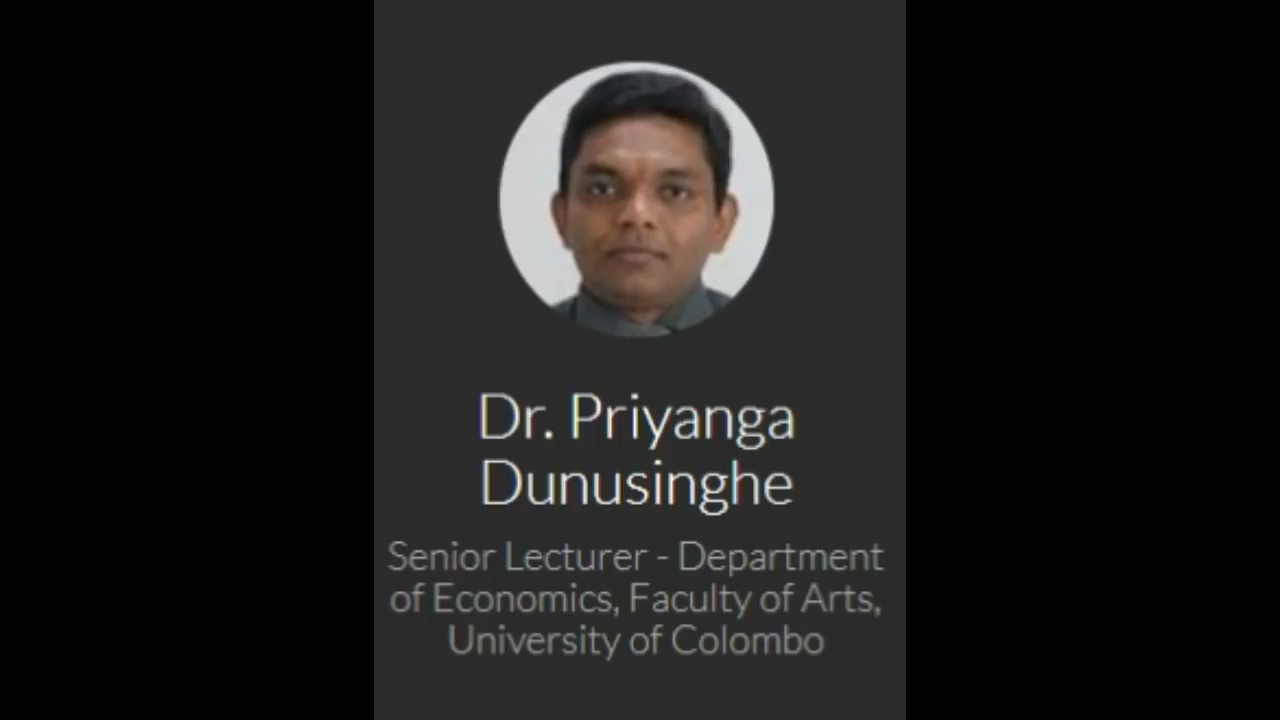 Dr. Priyanga
Dunusinghe
Senior Lecturer - Department
of Economics, Faculty of Arts,
University of Colombo